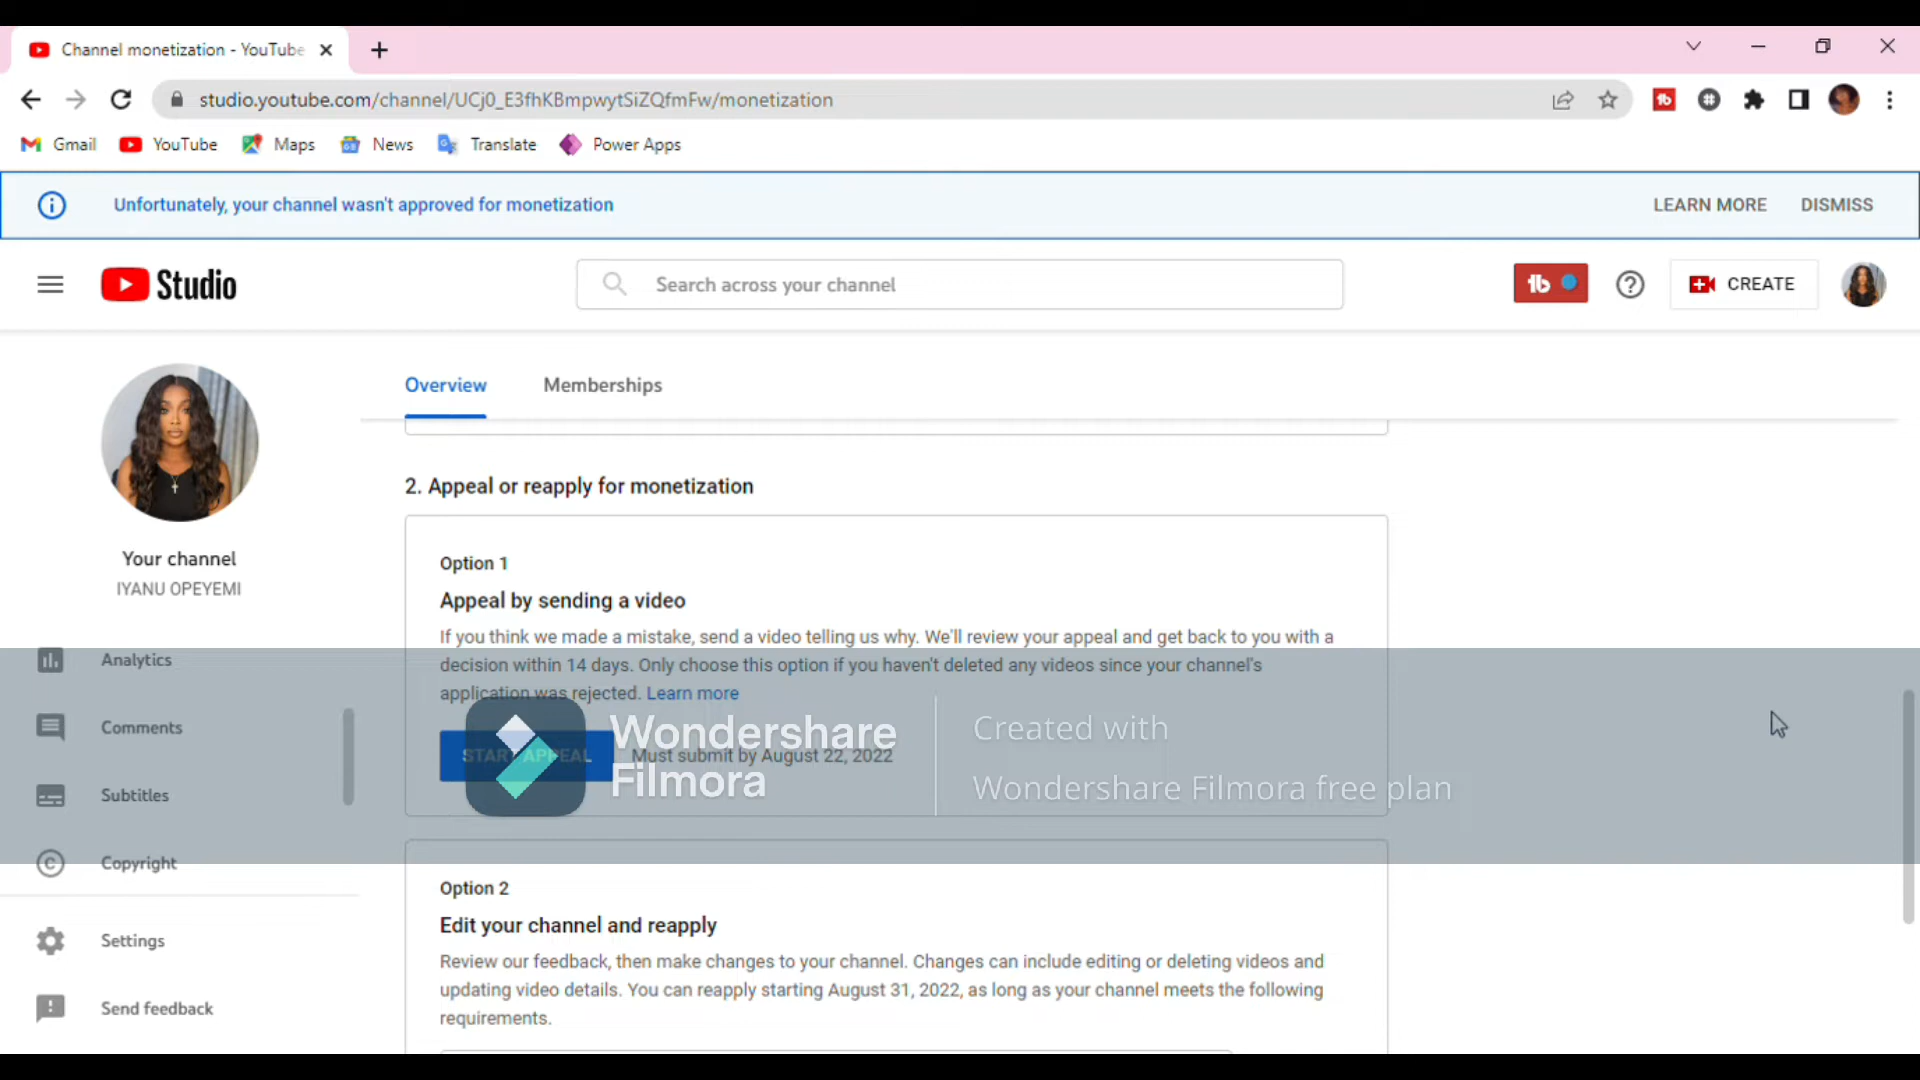 Channel monetization - YouTube
studio.youtube.com/channel/UCj0_E3fhKBmpwytSiZQfmFw/monetization
Gmail YouTube Maps News Translate Power Apps
Unfortunately, your channel wasn't approved for monetization LEARN MORE DISMISS
Studio Search across your channel tb CREATE
Overview Memberships
Your channel
IYANU OPEYEMI
Analytics
Comments
Subtitles
Copyright
Settings
Send feedback
2. Appeal or reapply for monetization
Option 1
Appeal by sending a video
If you think we made a mistake, send a video telling us why. We'll review your appeal and get back to you with a
decision within 14 days. Only choose this option if you haven't deleted any videos since your channel's
application was rejected. Learn more
START APPEAL Must submit by August 22, 2022
Wondershare
Filmora
Created with
Wondershare Filmora free plan
Option 2
Edit your channel and reapply
Review our feedback, then make changes to your channel. Changes can include editing or deleting videos and
updating video details. You can reapply starting August 31, 2022, as long as your channel meets the following
requirements.